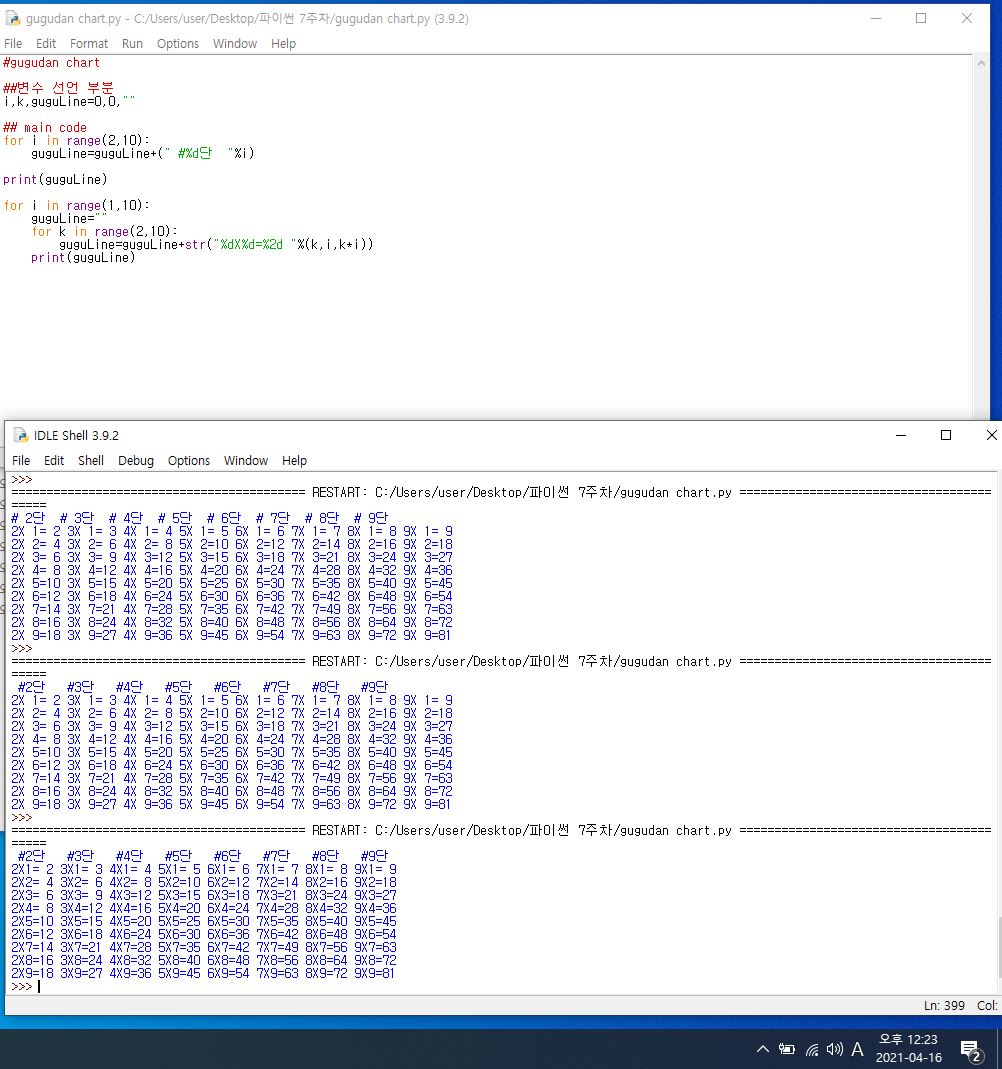 gugudan chart.py - C:/Users/user/Desktop/파이썬 7주차/gugudan chart.py (3.9.2)
File Edit Format Run Options Window Help
#gugudan chart
##변수 선언 부분
i,k,guguLine=0,0,""
## main code
for i in range(2,10):
    guguLine=guguLine+(" #%d단  "%i)
print(guguLine)
for i in range(1,10):
    guguLine=""
    for k in range(2,10):
        guguLine=guguLine+str("%dX%d=%2d "%(k,i,k*i))
    print(guguLine)
IDLE Shell 3.9.2
File Edit Shell Debug Options Window Help
>>>
========================================== RESTART: C:/Users/user/Desktop/파이썬 7주차/gugudan chart.py ====================================
=====
# 2단  # 3단  # 4단  # 5단  # 6단  # 7단  # 8단  # 9단
2X 1= 2 3X 1= 3 4X 1= 4 5X 1= 5 6X 1= 6 7X 1= 7 8X 1= 8 9X 1= 9
2X 2= 4 3X 2= 6 4X 2= 8 5X 2=10 6X 2=12 7X 2=14 8X 2=16 9X 2=18
2X 3= 6 3X 3= 9 4X 3=12 5X 3=15 6X 3=18 7X 3=21 8X 3=24 9X 3=27
2X 4= 8 3X 4=12 4X 4=16 5X 4=20 6X 4=24 7X 4=28 8X 4=32 9X 4=36
2X 5=10 3X 5=15 4X 5=20 5X 5=25 6X 5=30 7X 5=35 8X 5=40 9X 5=45
2X 6=12 3X 6=18 4X 6=24 5X 6=30 6X 6=36 7X 6=42 8X 6=48 9X 6=54
2X 7=14 3X 7=21 4X 7=28 5X 7=35 6X 7=42 7X 7=49 8X 7=56 9X 7=63
2X 8=16 3X 8=24 4X 8=32 5X 8=40 6X 8=48 7X 8=56 8X 8=64 9X 8=72
2X 9=18 3X 9=27 4X 9=36 5X 9=45 6X 9=54 7X 9=63 8X 9=72 9X 9=81
>>>
========================================== RESTART: C:/Users/user/Desktop/파이썬 7주차/gugudan chart.py ====================================
=====
 #2단   #3단   #4단   #5단   #6단   #7단   #8단   #9단
2X 1= 2 3X 1= 3 4X 1= 4 5X 1= 5 6X 1= 6 7X 1= 7 8X 1= 8 9X 1= 9
2X 2= 4 3X 2= 6 4X 2= 8 5X 2=10 6X 2=12 7X 2=14 8X 2=16 9X 2=18
2X 3= 6 3X 3= 9 4X 3=12 5X 3=15 6X 3=18 7X 3=21 8X 3=24 9X 3=27
2X 4= 8 3X 4=12 4X 4=16 5X 4=20 6X 4=24 7X 4=28 8X 4=32 9X 4=36
2X 5=10 3X 5=15 4X 5=20 5X 5=25 6X 5=30 7X 5=35 8X 5=40 9X 5=45
2X 6=12 3X 6=18 4X 6=24 5X 6=30 6X 6=36 7X 6=42 8X 6=48 9X 6=54
2X 7=14 3X 7=21 4X 7=28 5X 7=35 6X 7=42 7X 7=49 8X 7=56 9X 7=63
2X 8=16 3X 8=24 4X 8=32 5X 8=40 6X 8=48 7X 8=56 8X 8=64 9X 8=72
2X 9=18 3X 9=27 4X 9=36 5X 9=45 6X 9=54 7X 9=63 8X 9=72 9X 9=81
>>>
========================================== RESTART: C:/Users/user/Desktop/파이썬 7주차/gugudan chart.py ====================================
=====
 #2단   #3단   #4단   #5단   #6단   #7단   #8단   #9단
2X1= 2 3X1= 3 4X1= 4 5X1= 5 6X1= 6 7X1= 7 8X1= 8 9X1= 9
2X2= 4 3X2= 6 4X2= 8 5X2=10 6X2=12 7X2=14 8X2=16 9X2=18
2X3= 6 3X3= 9 4X3=12 5X3=15 6X3=18 7X3=21 8X3=24 9X3=27
2X4= 8 3X4=12 4X4=16 5X4=20 6X4=24 7X4=28 8X4=32 9X4=36
2X5=10 3X5=15 4X5=20 5X5=25 6X5=30 7X5=35 8X5=40 9X5=45
2X6=12 3X6=18 4X6=24 5X6=30 6X6=36 7X6=42 8X6=48 9X6=54
2X7=14 3X7=21 4X7=28 5X7=35 6X7=42 7X7=49 8X7=56 9X7=63
2X8=16 3X8=24 4X8=32 5X8=40 6X8=48 7X8=56 8X8=64 9X8=72
2X9=18 3X9=27 4X9=36 5X9=45 6X9=54 7X9=63 8X9=72 9X9=81
>>>
Ln: 399 Col:
A
오후 12:23
2021-04-16
2